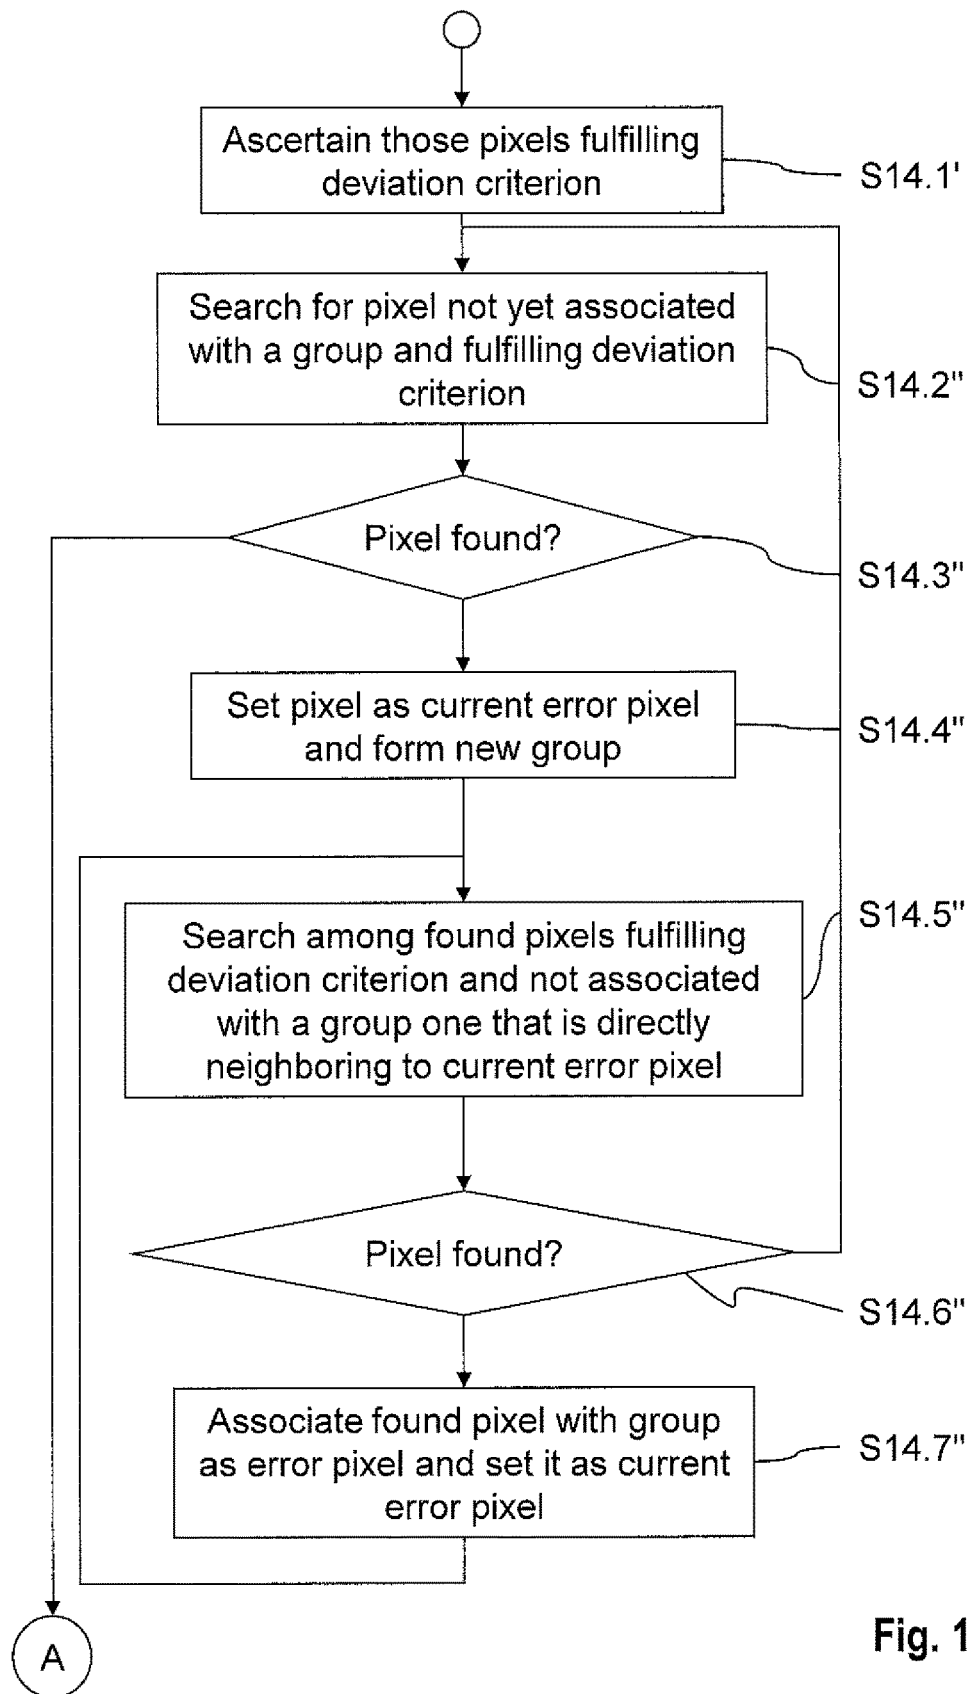 Ascertain those pixels fulfilling
deviation criterion
S14.1'
Search for pixel not yet associated
with a group and fulfilling deviation
criterion
S14.2"
Pixel found?
S14.3"
Set pixel as current error pixel
and form new group
S14.4"
S14.5"
Search among found pixels fulfilling
deviation criterion and not associated
with a group one that is directly
neighboring to current error pixel
Pixel found?
S14.6"
Associate found pixel with group
as error pixel and set it as current
error pixel
S14.7"
Fig. 1
A